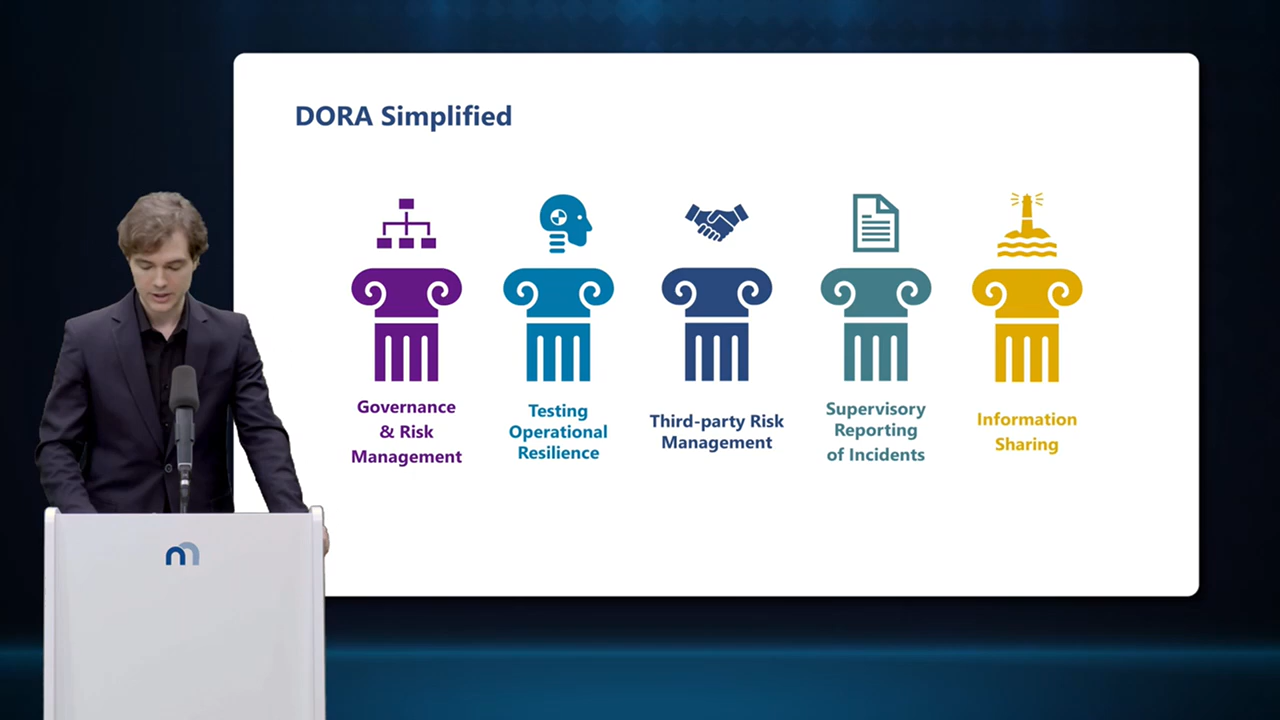 DORA Simplified
Governance
& Risk
Management
Testing
Operational
Resilience
Third-party Risk
Management
Supervisory
Reporting
of Incidents
Information
Sharing